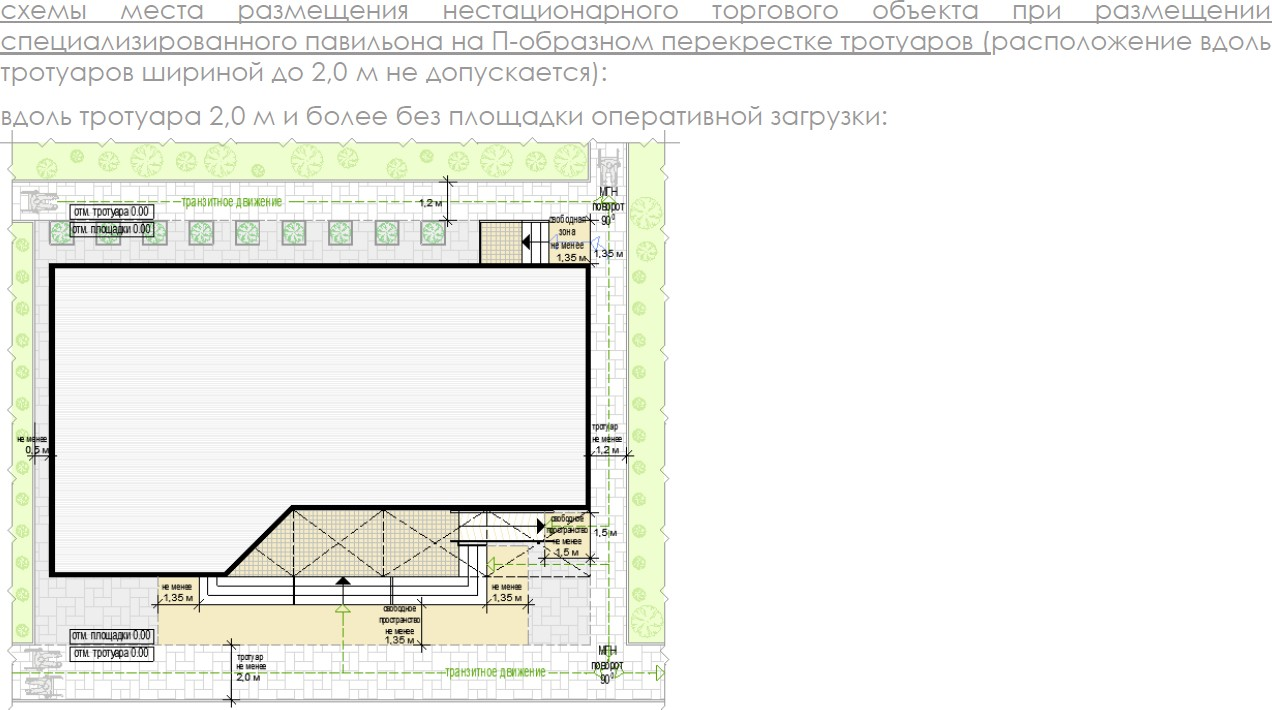 схемы места размещения нестационарного торгового объекта при размещении
специализированного павильона на П-образном перекрестке тротуаров (расположение вдоль
тротуаров шириной до 2,0 м не допускается):
вдоль тротуара 2,0 м и более без площадки оперативной загрузки:
транзитное движение
1,2 м
МГН
поворот
90⁰
отм. тротуара 0.00
отм. площадки 0.00
свободная
зона
не менее
1,35 м
1,35 м
не менее
0,5 м
тротуар
не менее
1,2 м
свободное
пространство
не менее
1,5 м
1,5 м
не менее
1,35 м
не менее
1,35 м
свободное
пространство
не менее
1,35 м
отм. площадки 0.00
отм. тротуара 0.00
тротуар
не менее
2,0 м
транзитное движение
МГН
поворот
90⁰